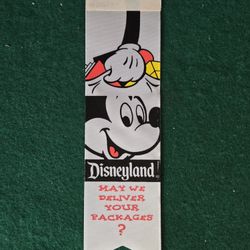 Disneyland
MAY WE
DELIVER
YOUR
PACKAGES
?